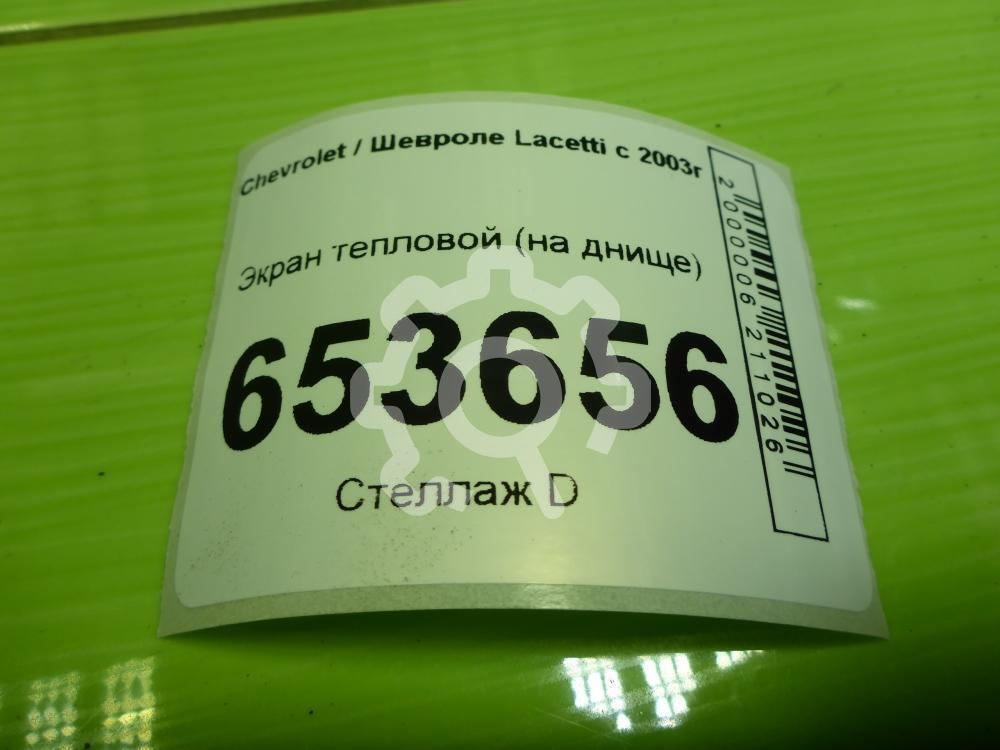 Chevrolet / Шевроле Lacetti с 2003г
Экран тепловой (на днище)
653656
Стеллаж D
2000006211026